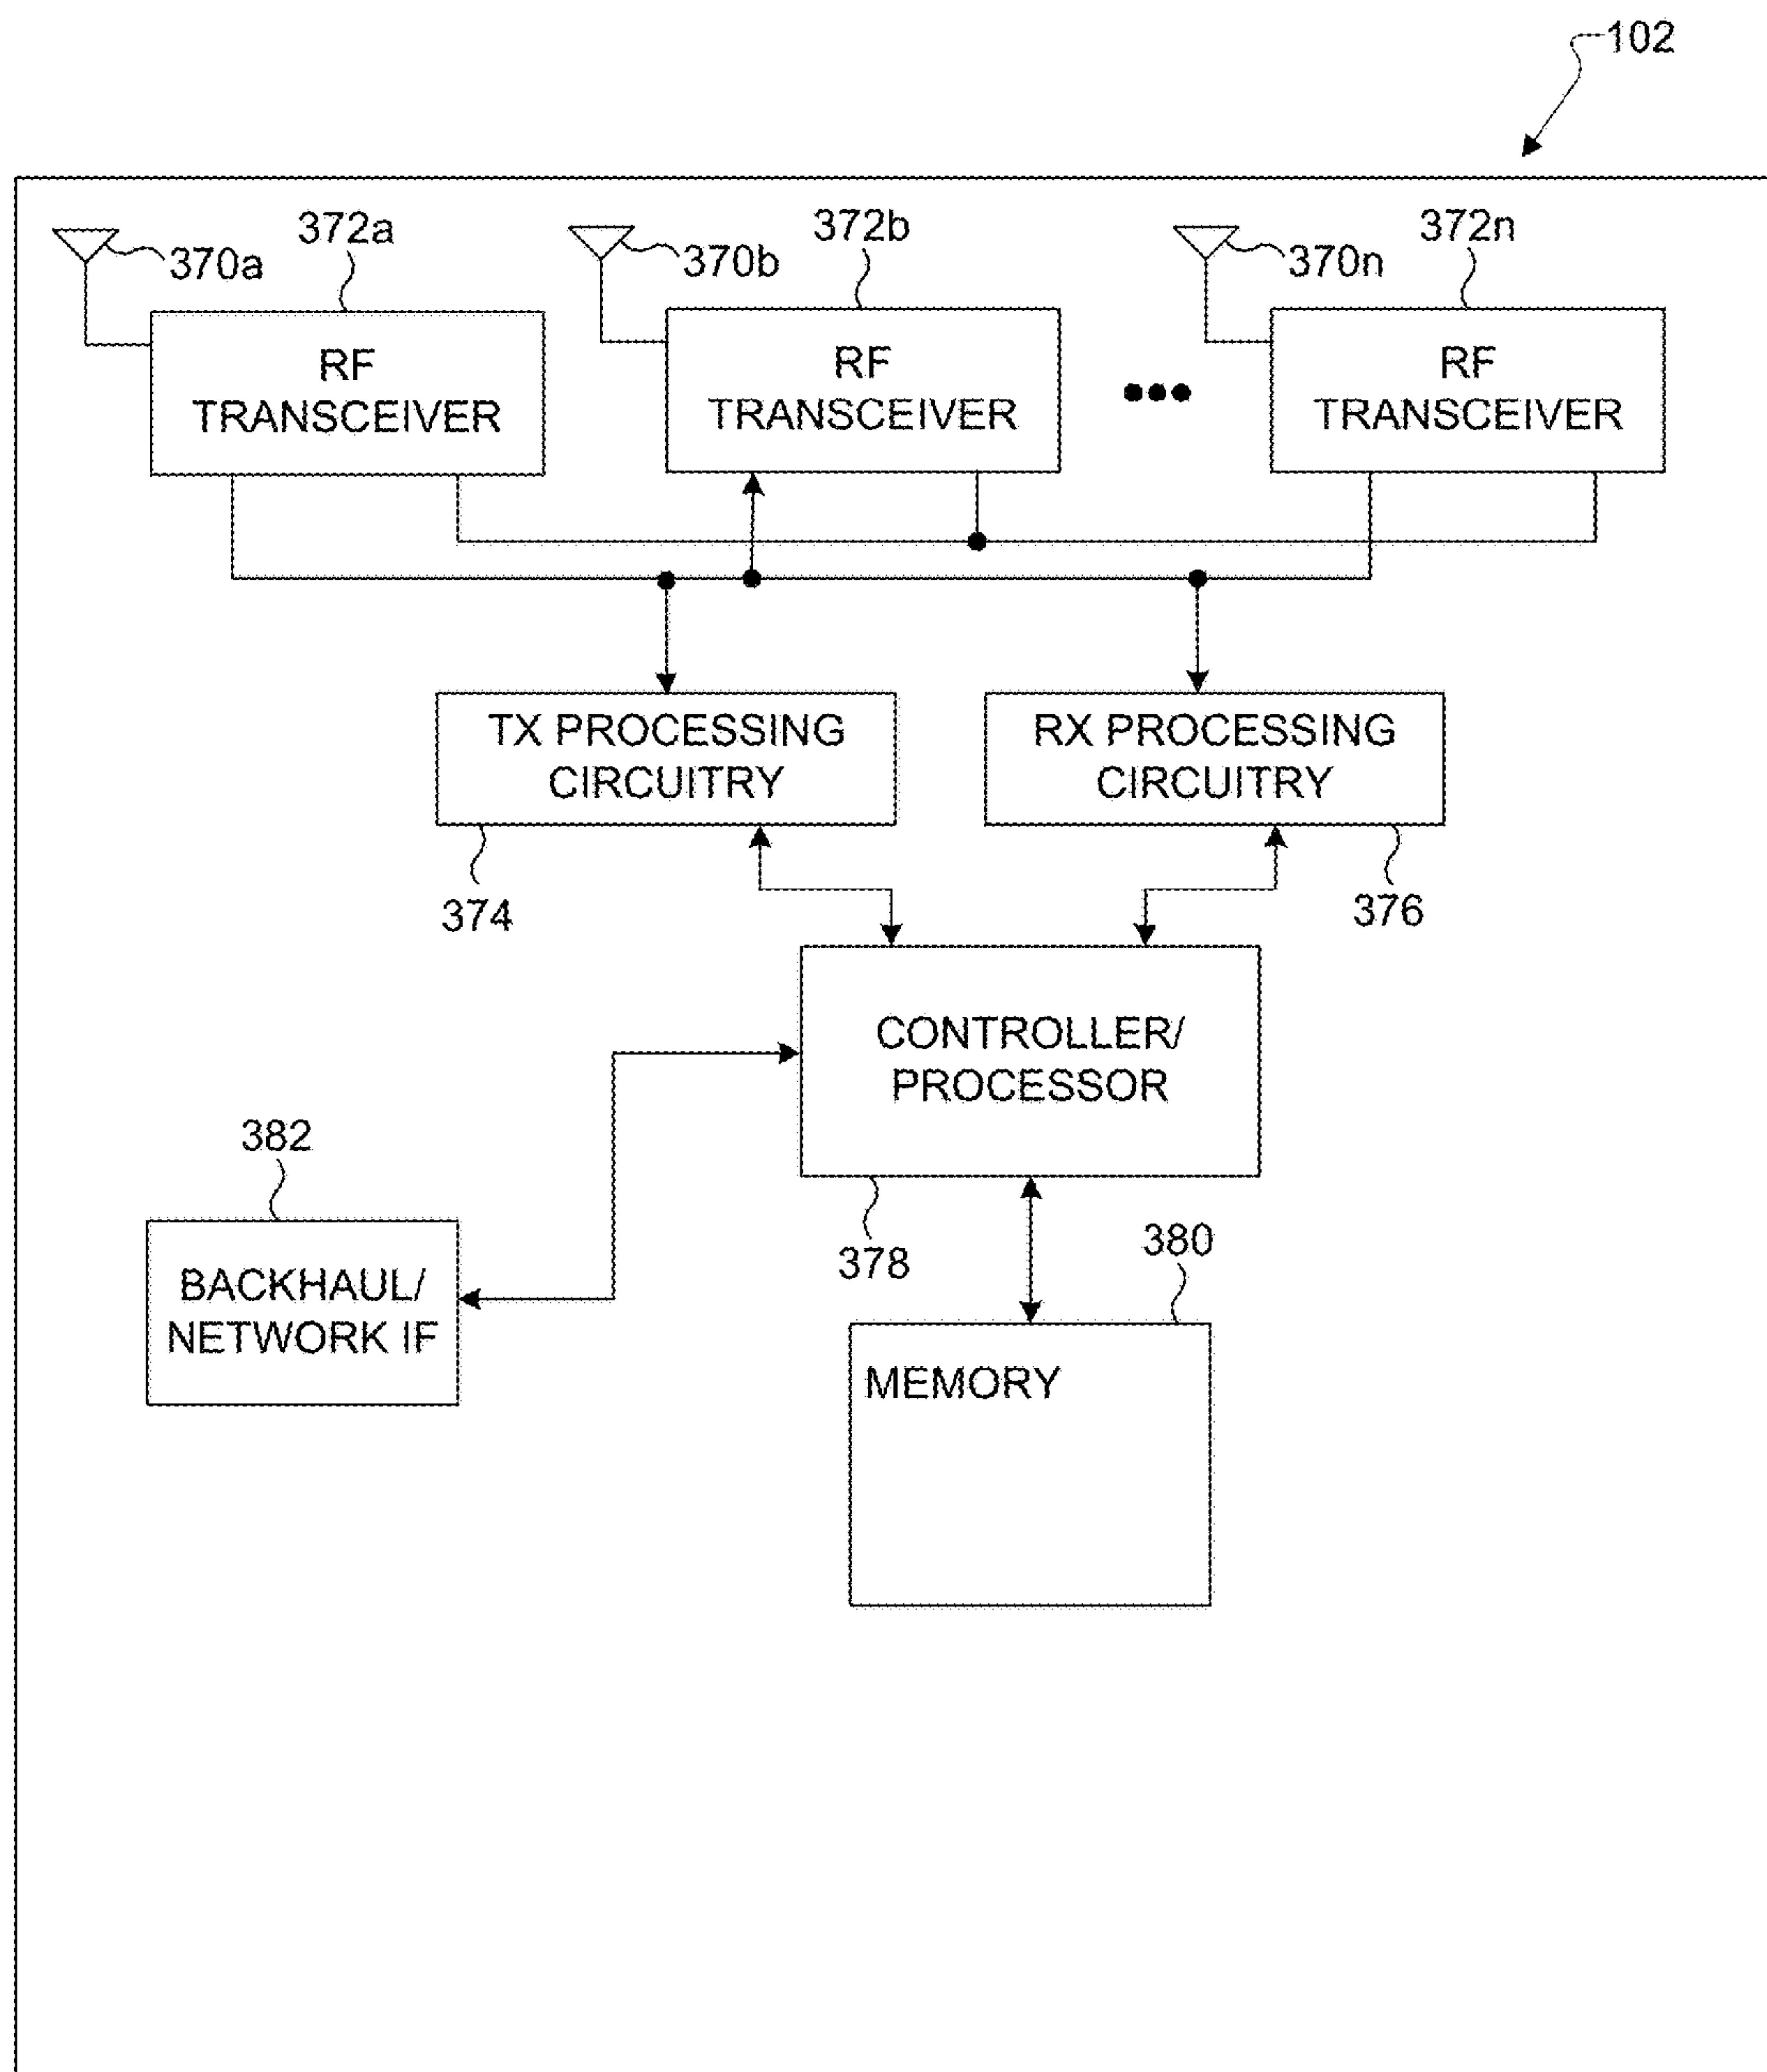 102
372a
372b
372n
370a
370b
370n
RF
TRANSCEIVER
RF
TRANSCEIVER
RF
TRANSCEIVER
TX PROCESSING
CIRCUITRY
RX PROCESSING
CIRCUITRY
374
376
CONTROLLER/
PROCESSOR
382
378
380
BACKHAUL/
NETWORK IF
MEMORY